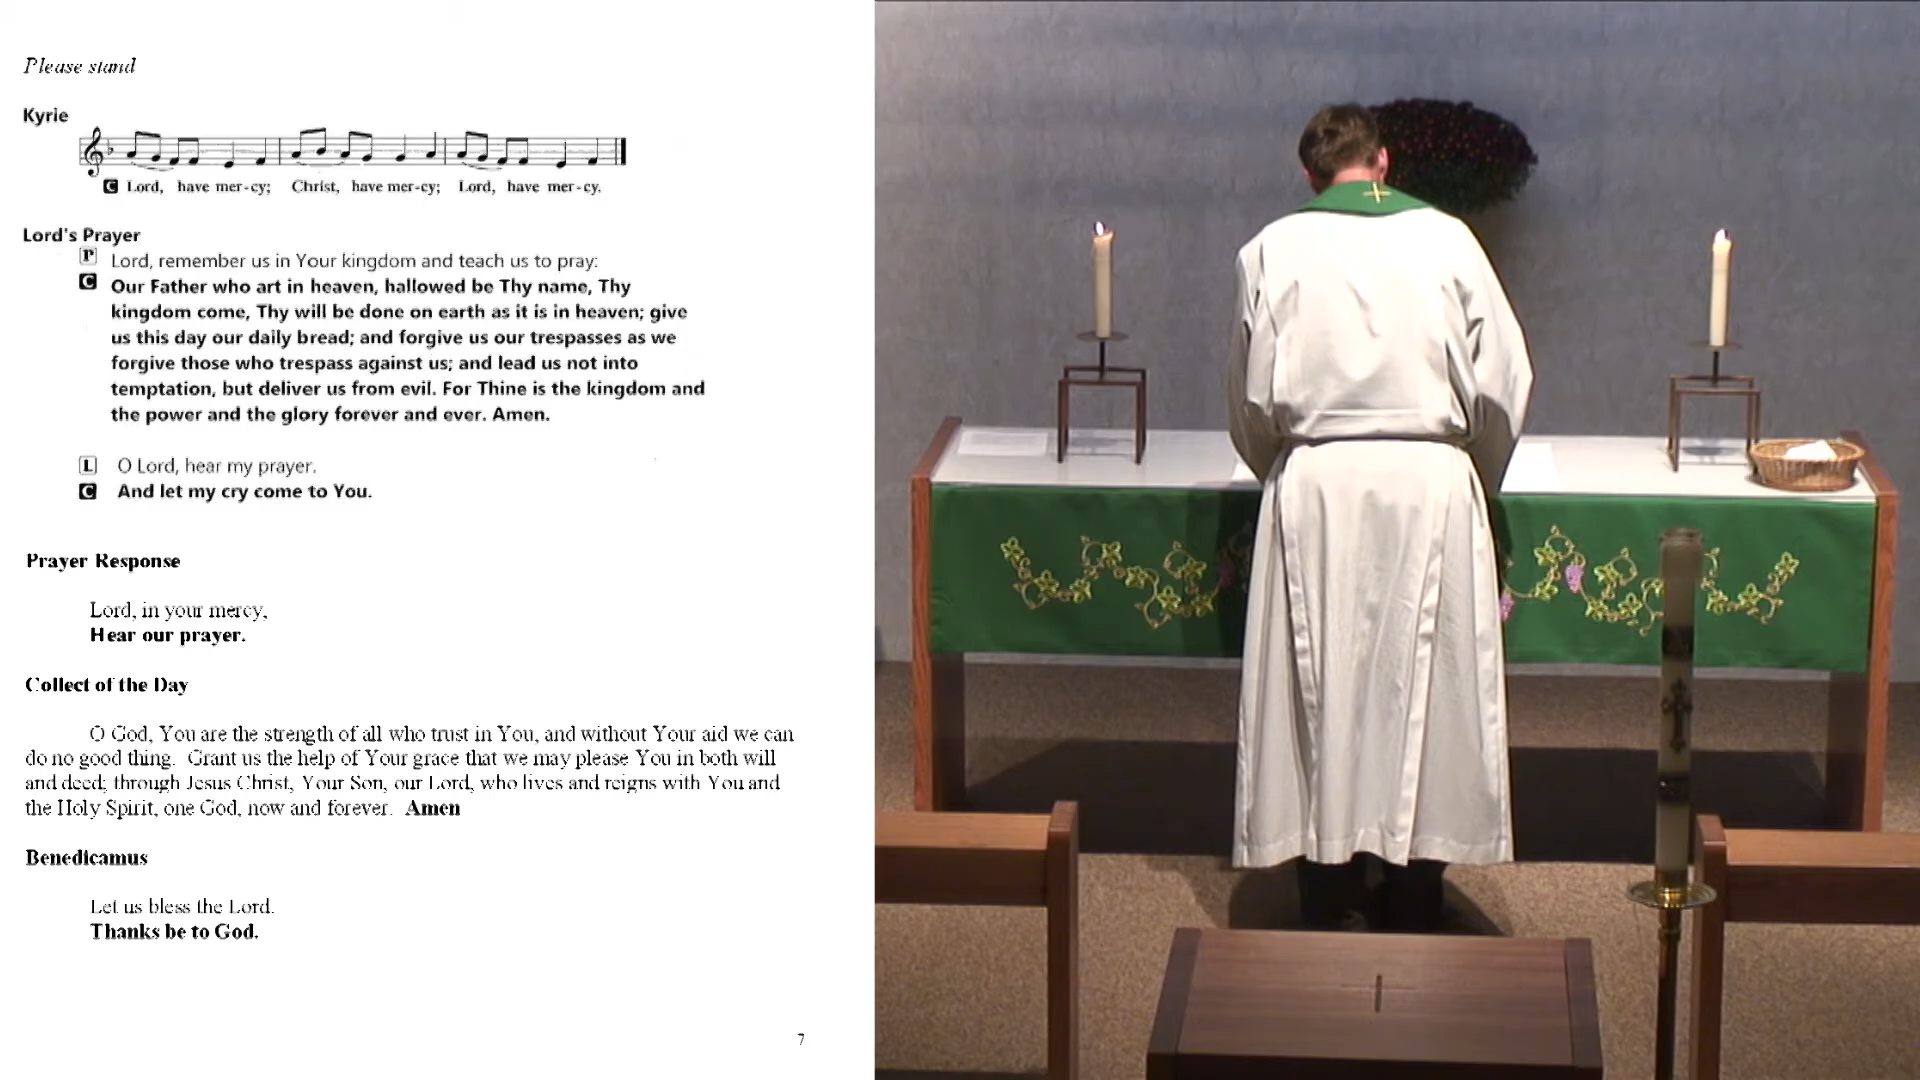 Please stand
Kyrie
C Lord, have mer-cy; Christ, have mer-cy; Lord, have mer-cy.
Lord's Prayer
P Lord, remember us in Your kingdom and teach us to pray:
C Our Father who art in heaven, hallowed be Thy name, Thy
kingdom come, Thy will be done on earth as it is in heaven; give
us this day our daily bread; and forgive us our trespasses as we
forgive those who trespass against us; and lead us not into
temptation, but deliver us from evil. For Thine is the kingdom and
the power and the glory forever and ever. Amen.
L O Lord, hear my prayer.
C And let my cry come to You.
Prayer Response
Lord, in your mercy,
Hear our prayer.
Collect of the Day
O God, You are the strength of all who trust in You, and without Your aid we can
do no good thing. Grant us the help of Your grace that we may please You in both will
and deed; through Jesus Christ, Your Son, our Lord, who lives and reigns with You and
the Holy Spirit, one God, now and forever. Amen
Benedicamus
Let us bless the Lord.
Thanks be to God.
7